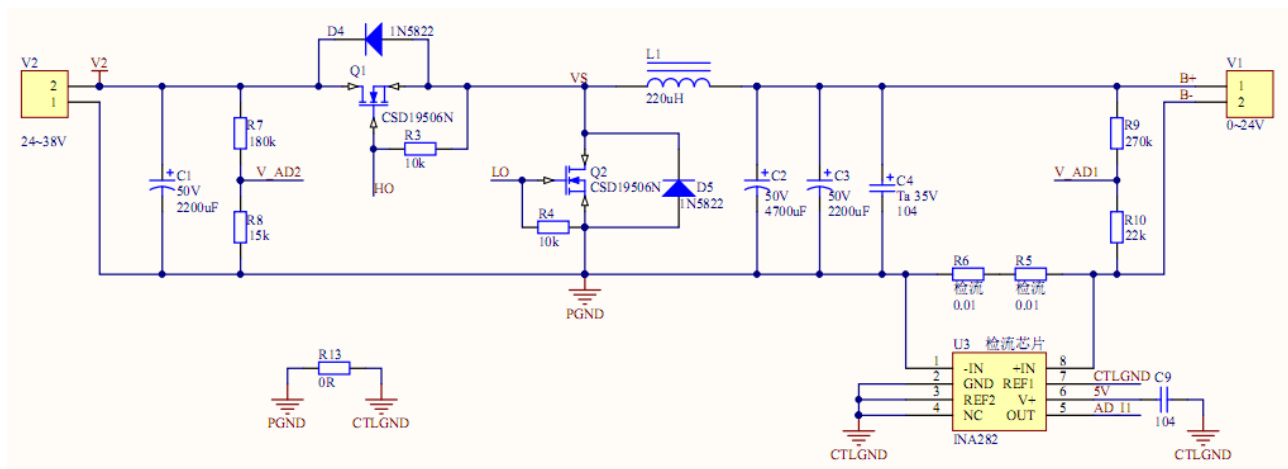 D4
1N5822
V2
V2
2
1
24~38V
Q1
CSD19506N
R3
10k
HO
VS
L1
220uH
B+
B-
V1
1
2
0~24V
R7
180k
V_AD2
R8
15k
C1
50V
2200uF
LO
Q2
CSD19506N
R4
10k
D5
1N5822
C2
50V
4700uF
C3
50V
2200uF
C4
Ta 35V
104
R9
270k
V_AD1
R10
22k
PGND
R6
检流
0.01
R5
检流
0.01
U3
检流芯片
1
-IN
+IN
8
2
GND
REF1
7
CTLGND
3
REF2
V+
6
5V
4
NC
OUT
5
AD_I1
INA282
C9
104
CTLGND
CTLGND
R13
0R
PGND
CTLGND